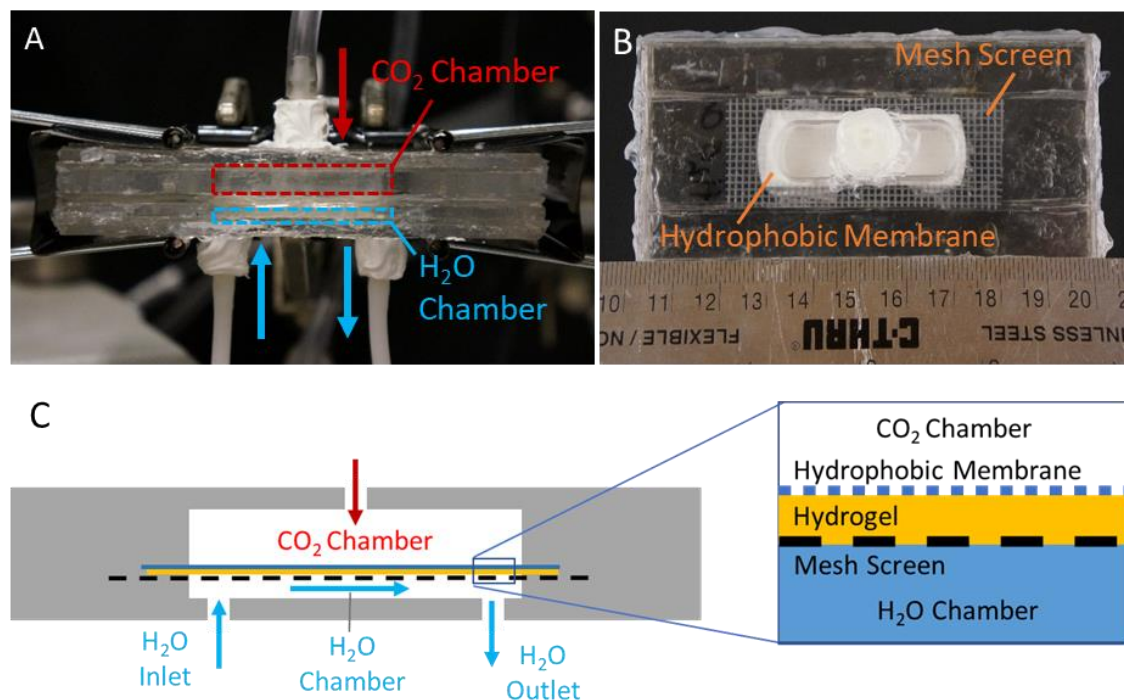 A
CO₂ Chamber
H₂O
Chamber
B
Mesh Screen
Hydrophobic Membrane
10 11 12 13 14 15 16 17 18 19 20
FLEXIBLE / NO
C-THRU®
INLESS STEEL
C
CO₂ Chamber
H₂O
Inlet
H₂O
Chamber
H₂O
Outlet
CO₂ Chamber
Hydrophobic Membrane
Hydrogel
Mesh Screen
H₂O Chamber